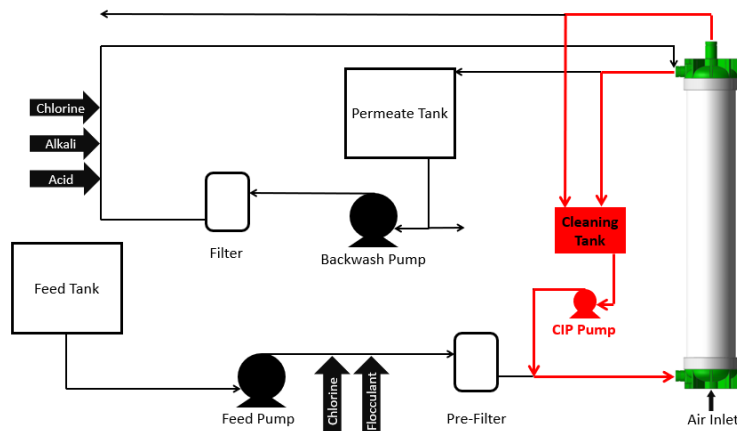 Chlorine
Alkali
Acid
Permeate Tank
Filter
Backwash Pump
Cleaning
Tank
Feed Tank
CIP Pump
Feed Pump
Chlorine
Flocculant
Pre-Filter
Air Inlet